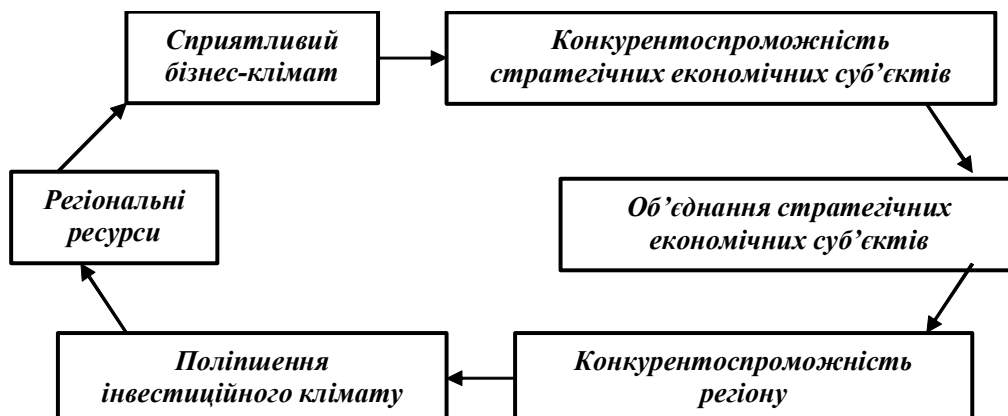 Сприятливий
бізнес-клімат
Конкурентоспроможність
стратегічних економічних суб’єктів
Регіональні
ресурси
Об’єднання стратегічних
економічних суб’єктів
Поліпшення
інвестиційного клімату
Конкурентоспроможність
регіону